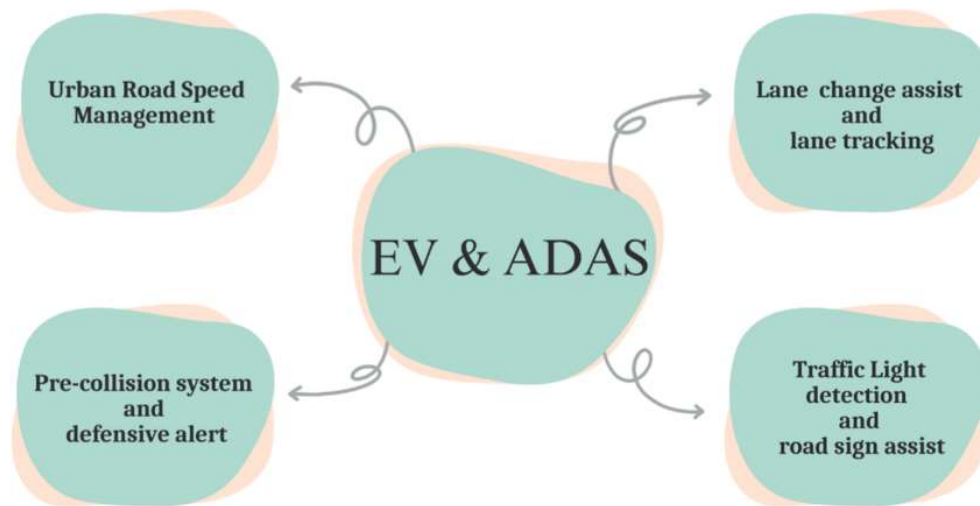 Urban Road Speed
Management
Lane change assist
and
lane tracking
EV & ADAS
Pre-collision system
and
defensive alert
Traffic Light
detection
and
road sign assist